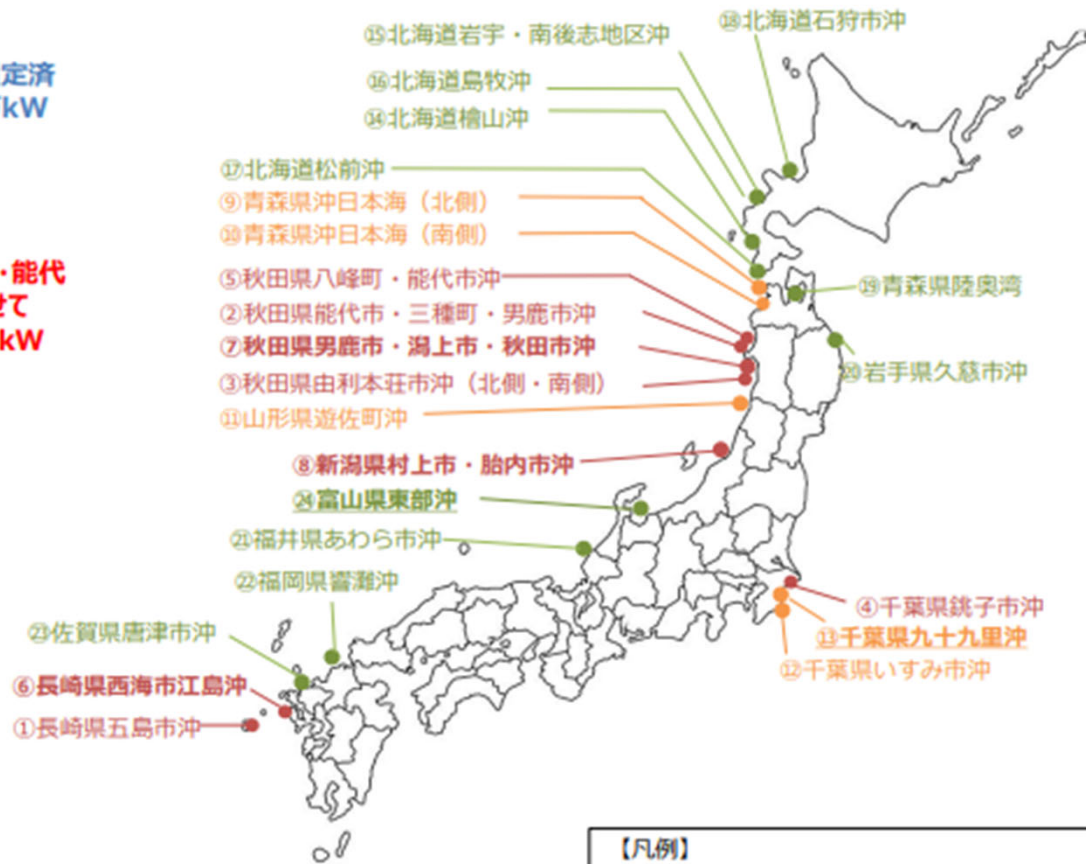 定済
kW
・能代
せて
kW
⑮北海道岩宇・南後志地区沖
⑱北海道石狩市沖
⑯北海道島牧沖
⑭北海道檜山沖
⑰北海道松前沖
⑨青森県沖日本海（北側）
⑩青森県沖日本海（南側）
⑤秋田県八峰町・能代市沖
⑲青森県陸奥湾
②秋田県能代市・三種町・男鹿市沖
⑦秋田県男鹿市・潟上市・秋田市沖
⑳岩手県久慈市沖
③秋田県由利本荘市沖（北側・南側）
⑪山形県遊佐町沖
⑧新潟県村上市・胎内市沖
㉔富山県東部沖
㉑福井県あわら市沖
㉒福岡県響灘沖
④千葉県銚子市沖
㉓佐賀県唐津市沖
⑬千葉県九十九里沖
⑫千葉県いすみ市沖
⑥長崎県西海市江島沖
①長崎県五島市沖
【凡例】